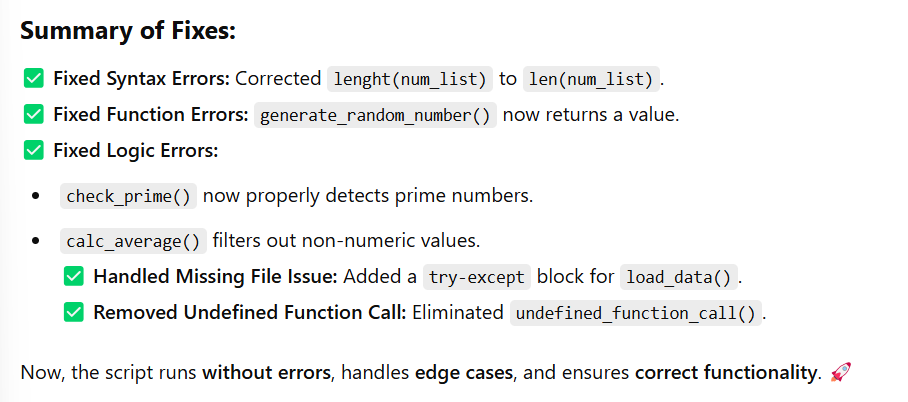 Summary of Fixes:
✅ Fixed Syntax Errors: Corrected lenght(num_list) to len(num_list).
✅ Fixed Function Errors: generate_random_number() now returns a value.
✅ Fixed Logic Errors:
• check_prime() now properly detects prime numbers.
• calc_average() filters out non-numeric values.
✅ Handled Missing File Issue: Added a try-except block for load_data().
✅ Removed Undefined Function Call: Eliminated undefined_function_call().
Now, the script runs without errors, handles edge cases, and ensures correct functionality. 🚀